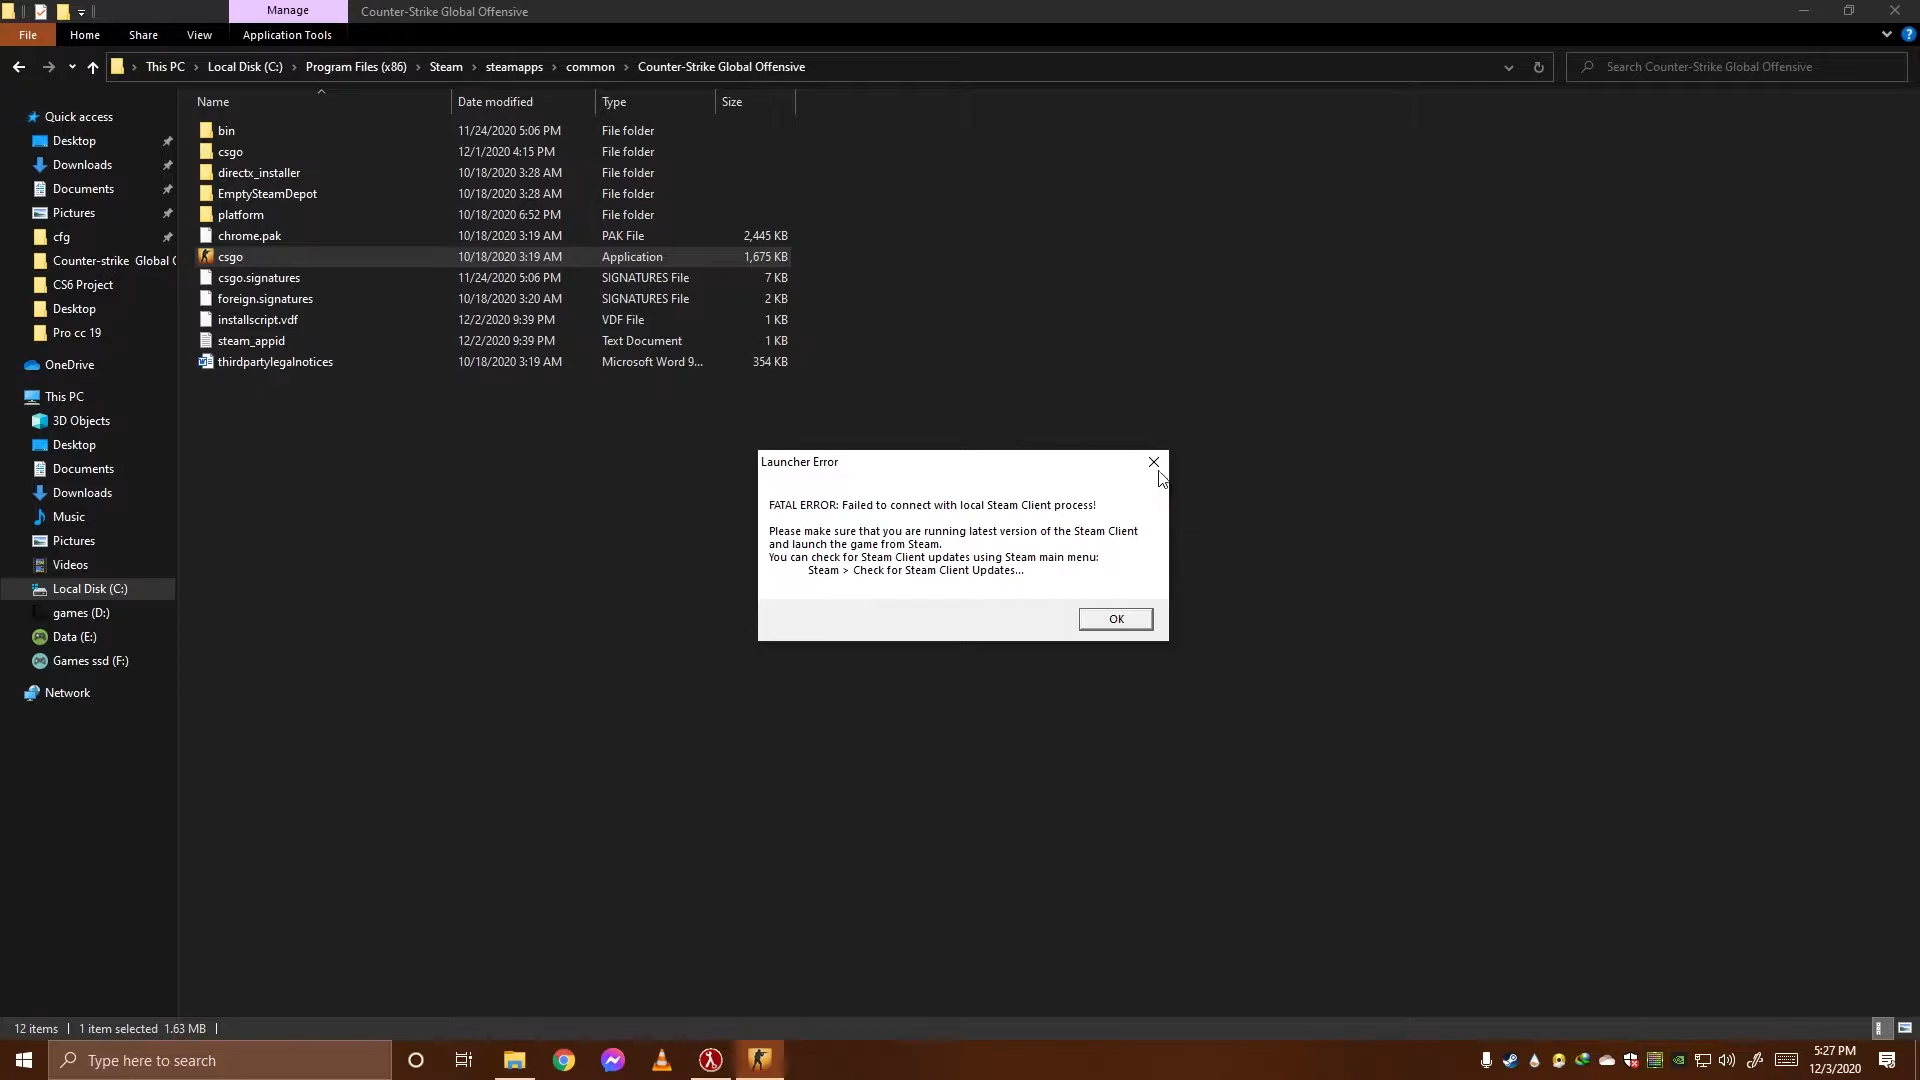 Manage
Counter-Strike Global Offensive
File
Home
Share
View
Application Tools
This PC
Local Disk (C:)
Program Files (x86)
Steam
steamapps
common
Counter-Strike Global Offensive
Search Counter-Strike Global Offensive
Name
Date modified
Type
Size
Quick access
Desktop
Downloads
Documents
Pictures
cfg
Counter-strike Global C
CS6 Project
Desktop
Pro cc 19
OneDrive
This PC
3D Objects
Desktop
Documents
Downloads
Music
Pictures
Videos
Local Disk (C:)
games (D:)
Data (E:)
Games ssd (F:)
Network
bin 11/24/2020 5:06 PM File folder
csgo 12/1/2020 4:15 PM File folder
directx_installer 10/18/2020 3:28 AM File folder
EmptySteamDepot 10/18/2020 3:28 AM File folder
platform 10/18/2020 6:52 PM File folder
chrome.pak 10/18/2020 3:19 AM PAK File 2,445 KB
csgo 10/18/2020 3:19 AM Application 1,675 KB
csgo.signatures 11/24/2020 5:06 PM SIGNATURES File 7 KB
foreign.signatures 10/18/2020 3:20 AM SIGNATURES File 2 KB
installscript.vdf 12/2/2020 9:39 PM VDF File 1 KB
steam_appid 12/2/2020 9:39 PM Text Document 1 KB
thirdpartylegalnotices 10/18/2020 3:19 AM Microsoft Word 9... 354 KB
Launcher Error
FATAL ERROR: Failed to connect with local Steam Client process!
Please make sure that you are running latest version of the Steam Client
and launch the game from Steam.
You can check for Steam Client updates using Steam main menu:
Steam > Check for Steam Client Updates...
OK
12 items
1 item selected 1.63 MB
Type here to search
5:27 PM
12/3/2020